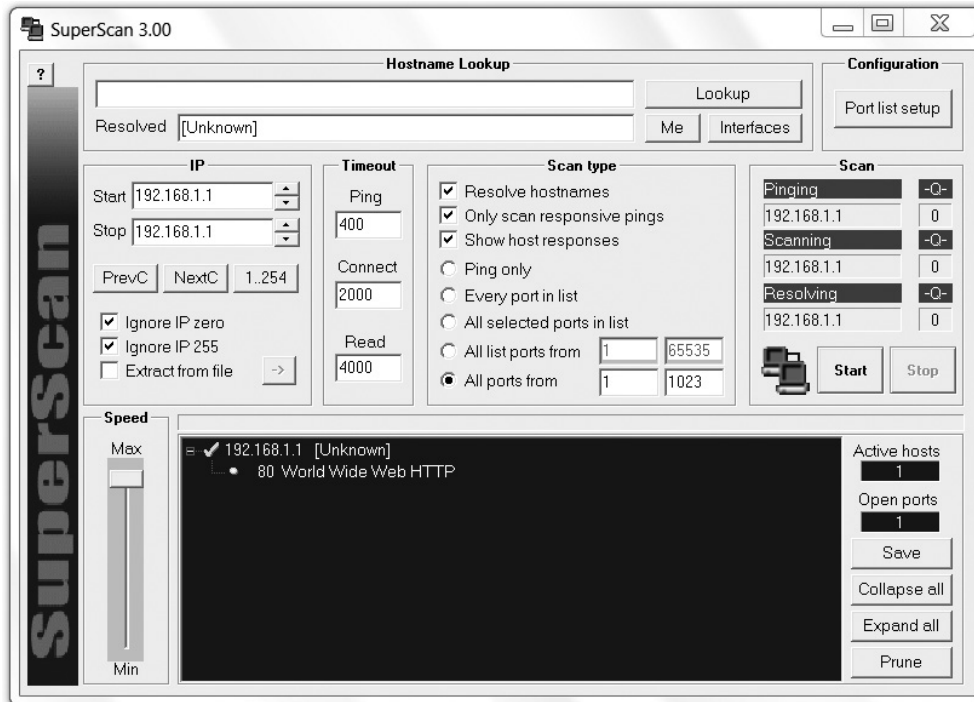 SuperScan 3.00
?
SuperScan
Hostname Lookup
Lookup
Resolved [Unknown]
Me Interfaces
Configuration
Port list setup
IP
Start 192.168.1.1
Stop 192.168.1.1
PrevC NextC 1..254
Ignore IP zero
Ignore IP 255
Extract from file ->
Timeout
Ping
400
Connect
2000
Read
4000
Scan type
Resolve hostnames
Only scan responsive pings
Show host responses
Ping only
Every port in list
All selected ports in list
All list ports from 1 65535
All ports from 1 1023
Scan
Pinging -Q-
192.168.1.1 0
Scanning -Q-
192.168.1.1 0
Resolving -Q-
192.168.1.1 0
Start Stop
Speed
Max
Min
192.168.1.1 [Unknown]
80 World Wide Web HTTP
Active hosts
1
Open ports
1
Save
Collapse all
Expand all
Prune